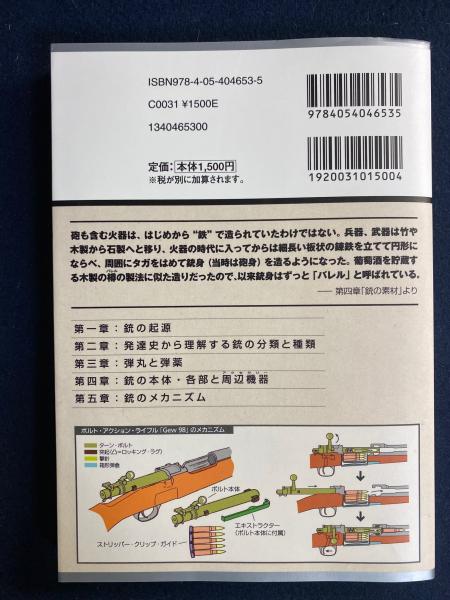 ISBN978-4-05-404653-5
C0031 ¥1500E
1340465300
9784054046535
定価：本体1,500円
※税が別に加算されます。
1920031015004
砲も含む火器は、はじめから“鉄”で造られていたわけではない。兵器、武器は竹や
木製から石製へと移り、火器の時代に入ってからは細長い板状の錬鉄を立てて円形に
ならべ、周囲にタガをはめて銃身（当時は砲身）を造るようになった。葡萄酒を貯蔵す
る木製の樽の製法に似た造りだったので、以来銃身はずっと「バレル」と呼ばれている。
── 第四章「銃の素材」より
第一章：銃の起源
第二章：発達史から理解する銃の分類と種類
第三章：弾丸と弾薬
第四章：銃の本体・各部と周辺機器
第五章：銃のメカニズム
ボルト・アクション・ライフル「Gew 98」のメカニズム
ターン・ボルト
突起(凸=ロッキング・ラグ)
撃針
箱形弾倉
ボルト本体
エキストラクター
(ボルト本体に付属)
ストリッパー・クリップ・ガイド